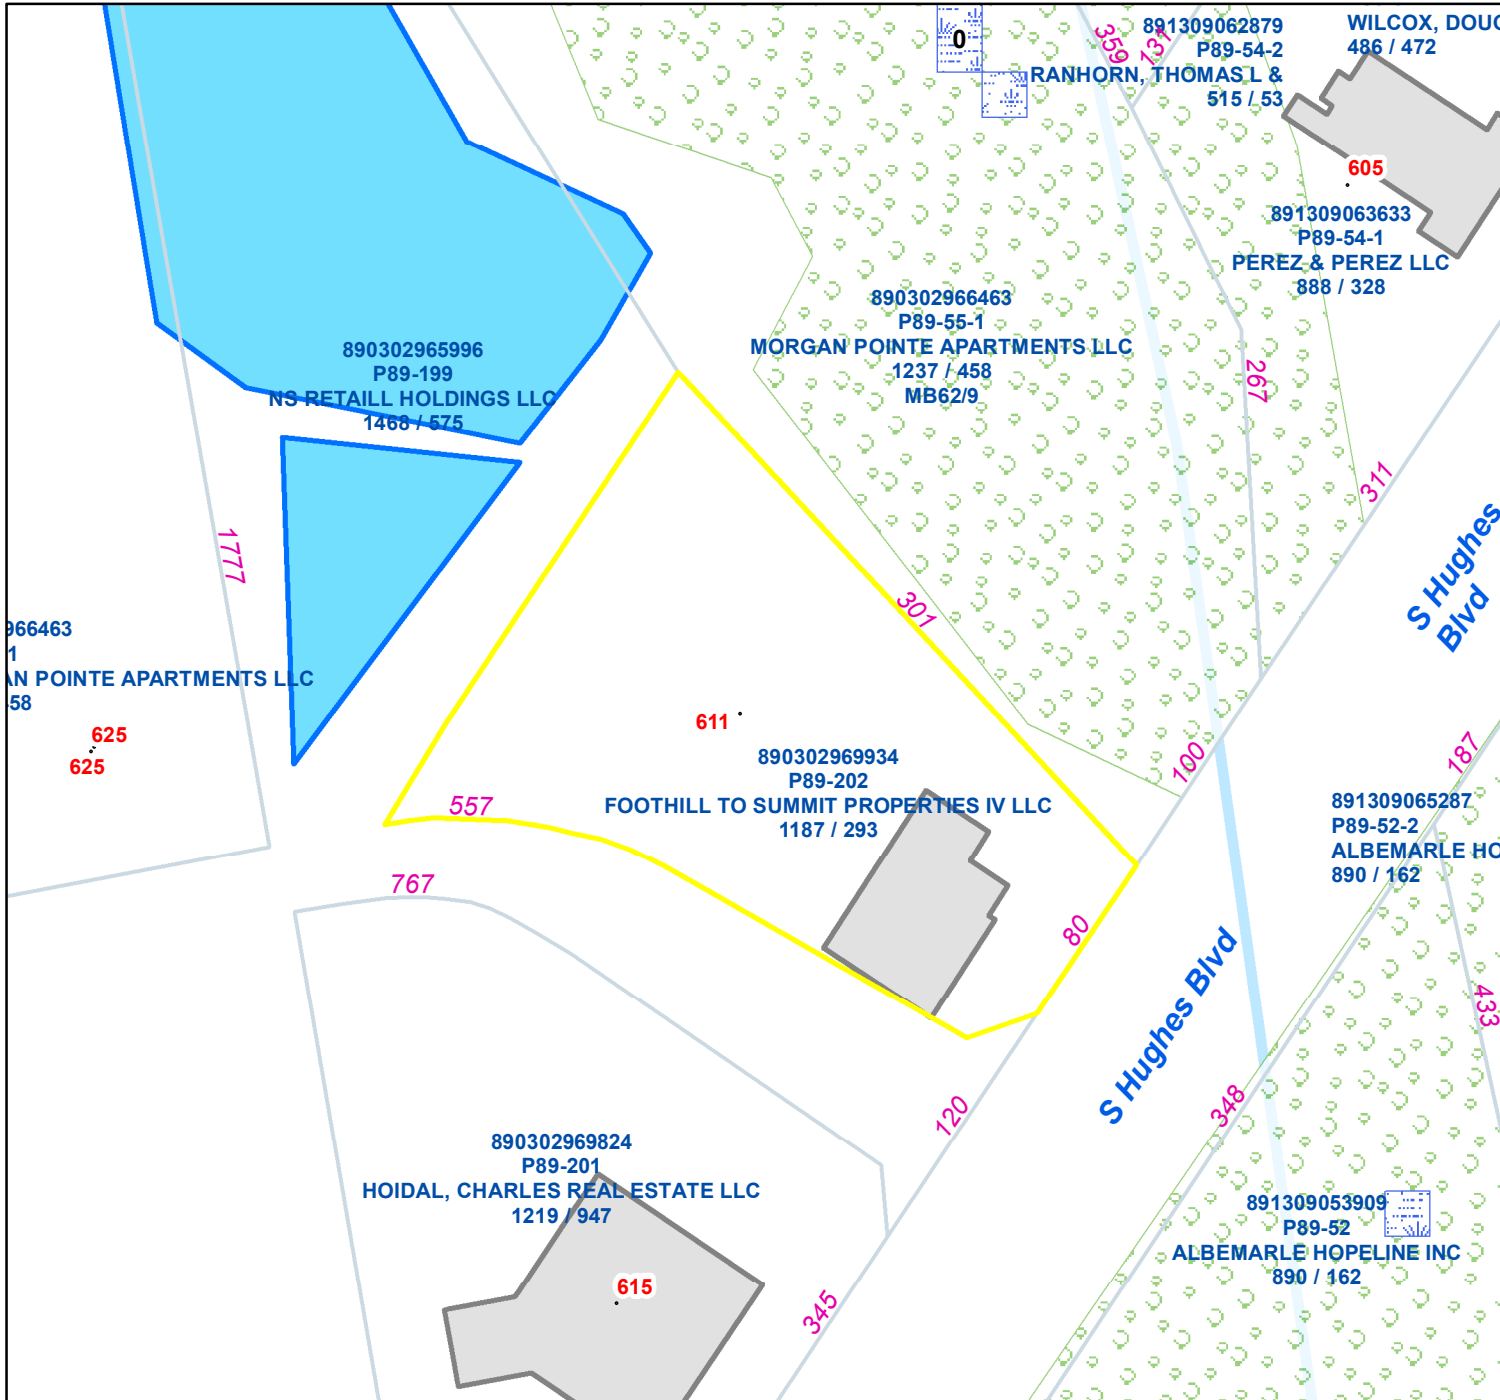 0
359
131
891309062879
P89-54-2
RANHORN, THOMAS L &
515 / 53
WILCOX, DOUG
486 / 472
605
891309063633
P89-54-1
PEREZ & PEREZ LLC
888 / 328
890302966463
P89-55-1
MORGAN POINTE APARTMENTS LLC
1237 / 458
MB62/9
890302965996
P89-199
NS RETAILL HOLDINGS LLC
1468 / 575
267
311
S Hughes
Blvd
1777
301
966463
1
AN POINTE APARTMENTS LLC
58
625
625
611
890302969934
P89-202
FOOTHILL TO SUMMIT PROPERTIES IV LLC
1187 / 293
557
767
100
187
891309065287
P89-52-2
ALBEMARLE HO
890 / 162
80
S Hughes Blvd
433
120
348
890302969824
P89-201
HOIDAL, CHARLES REAL ESTATE LLC
1219 / 947
615
345
891309053909
P89-52
ALBEMARLE HOPELINE INC
890 / 162